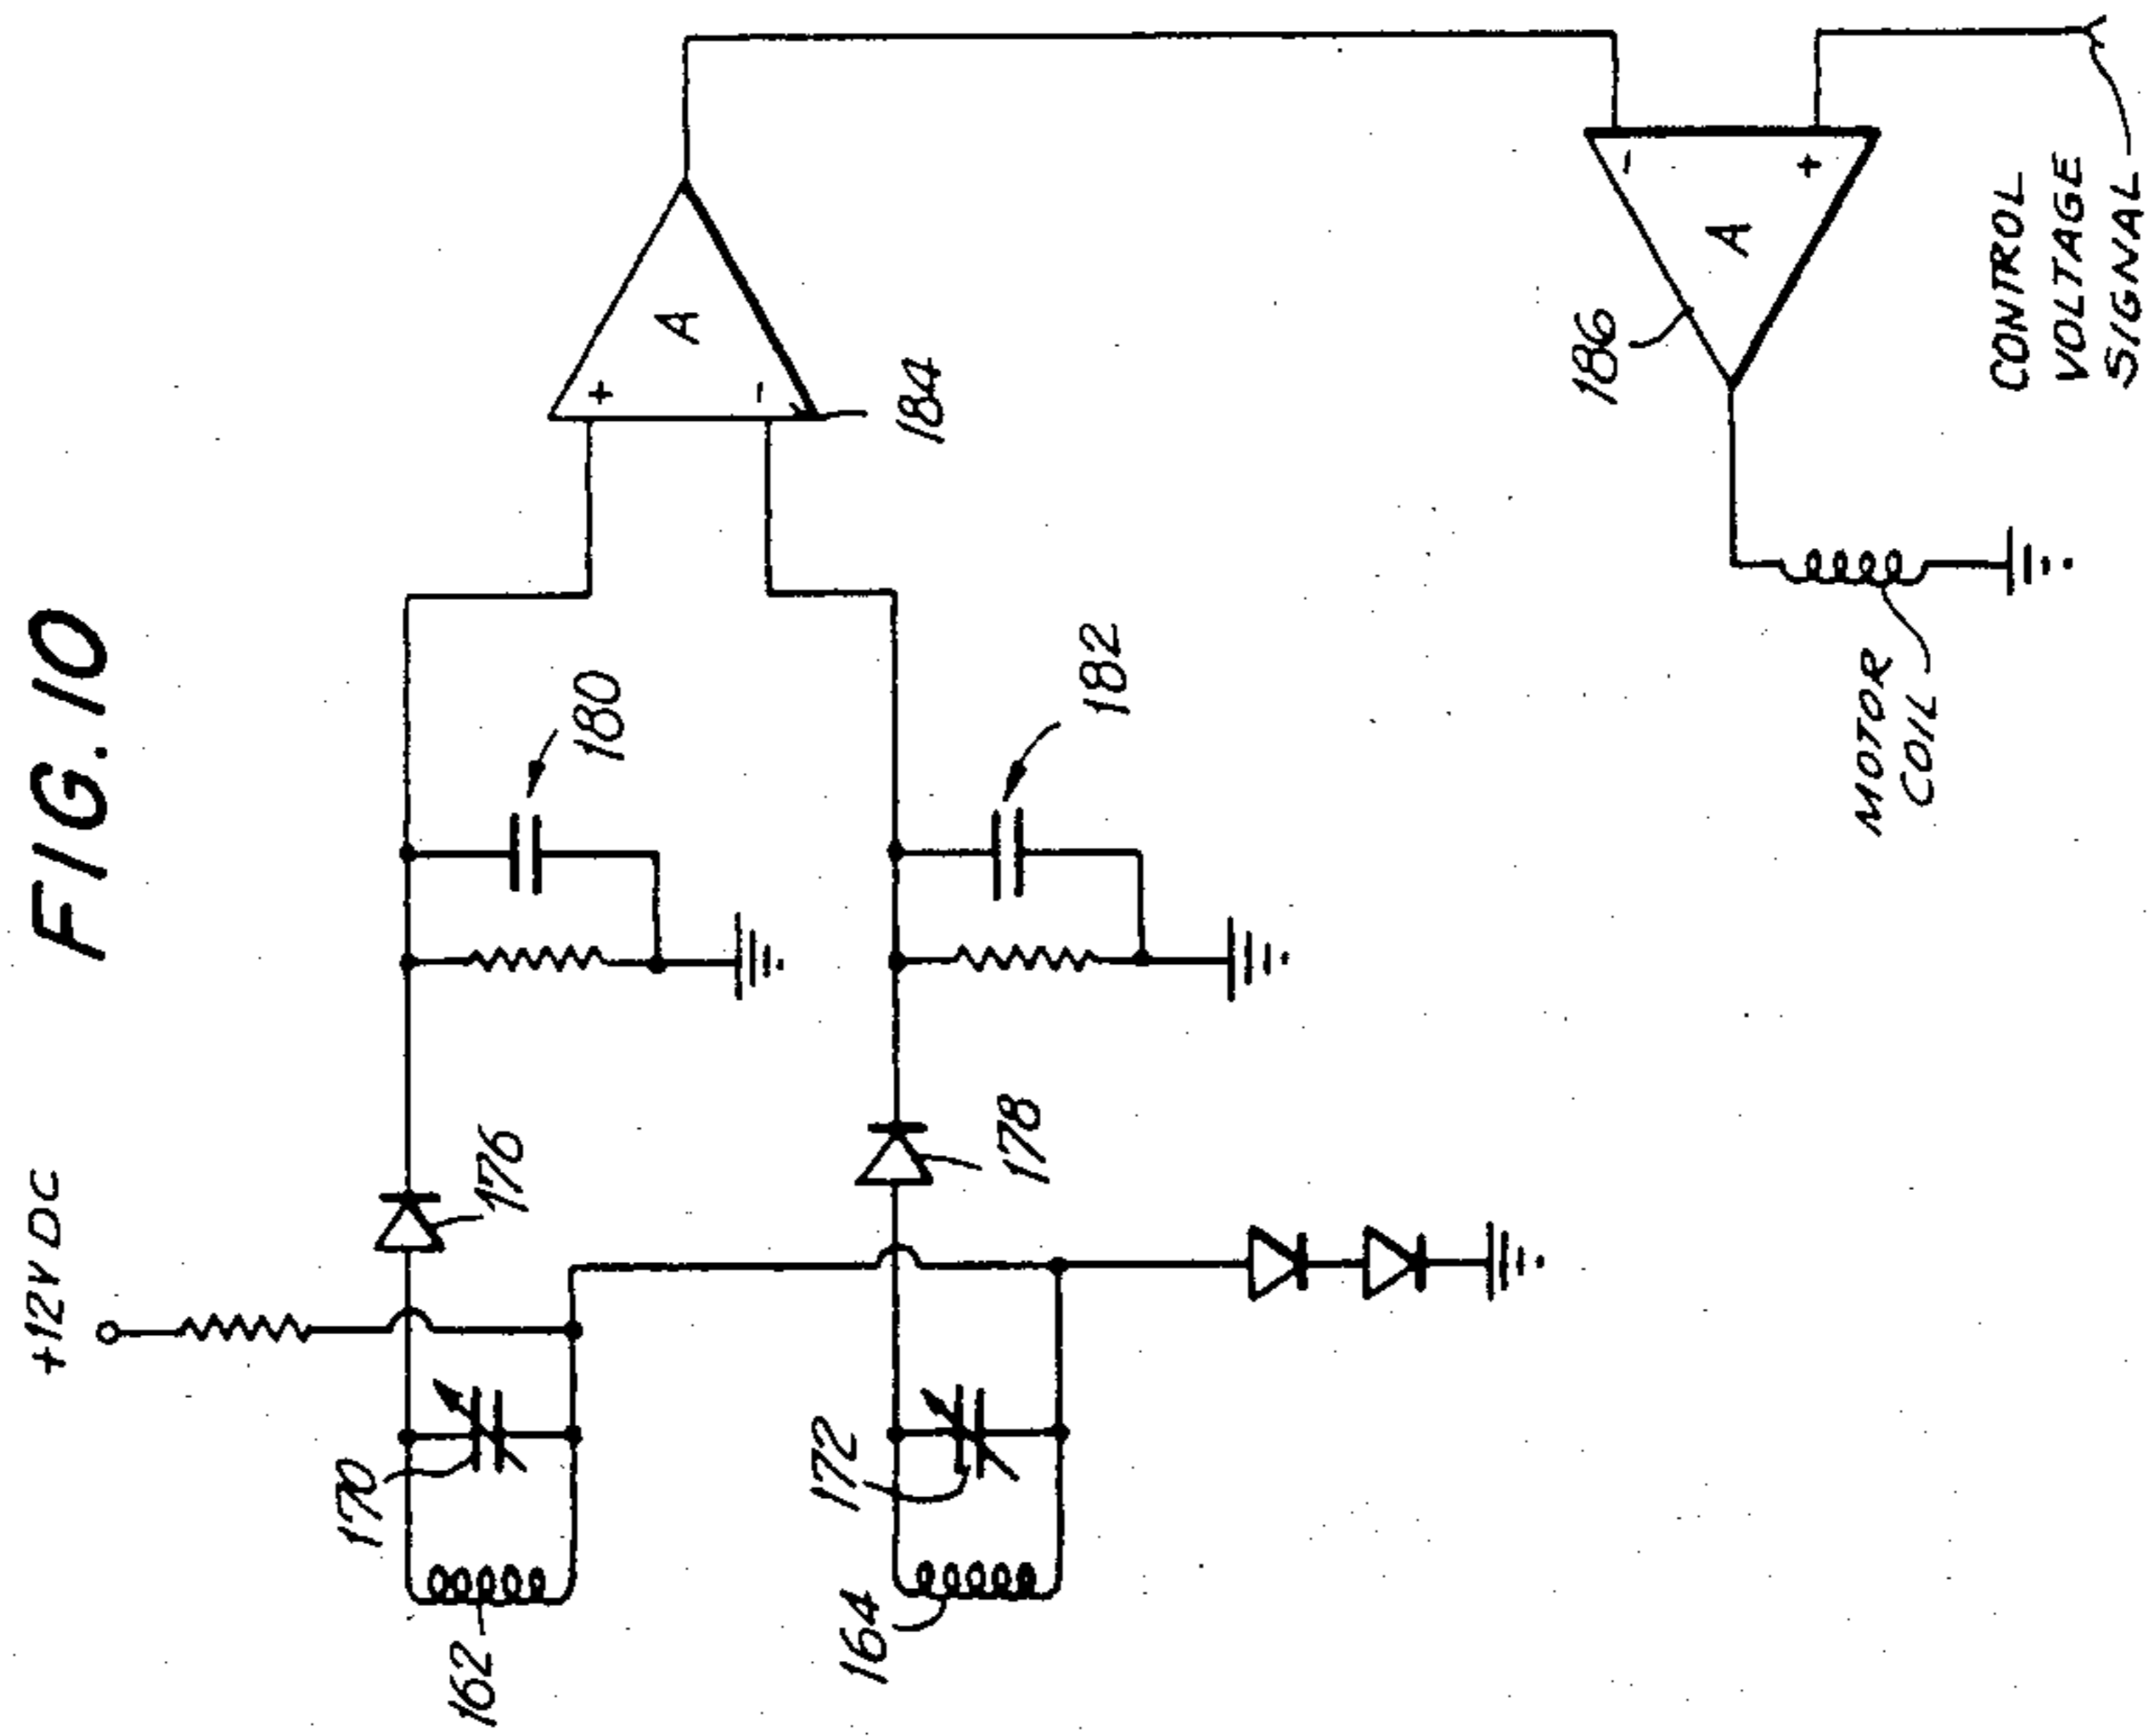 FIG. 10
+12V DC
170
162
176
180
172
164
178
182
+
-
A
184
186
-
+
A
MOTOR
COIL
CONTROL
VOLTAGE
SIGNAL